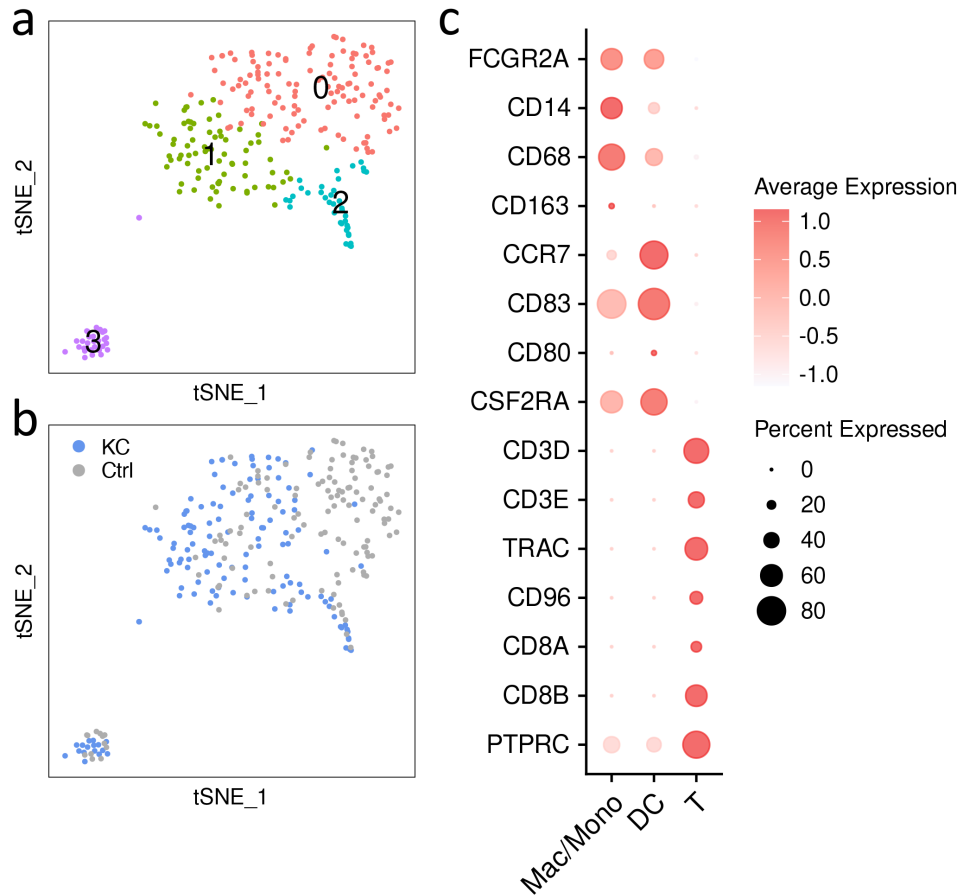 a
0
1
2
3
tSNE_2
tSNE_1
b
KC
Ctrl
tSNE_2
tSNE_1
c
FCGR2A
CD14
CD68
CD163
CCR7
CD83
CD80
CSF2RA
CD3D
CD3E
TRAC
CD96
CD8A
CD8B
PTPRC
Mac/Mono
DC
T
Average Expression
1.0
0.5
0.0
-0.5
-1.0
Percent Expressed
0
20
40
60
80